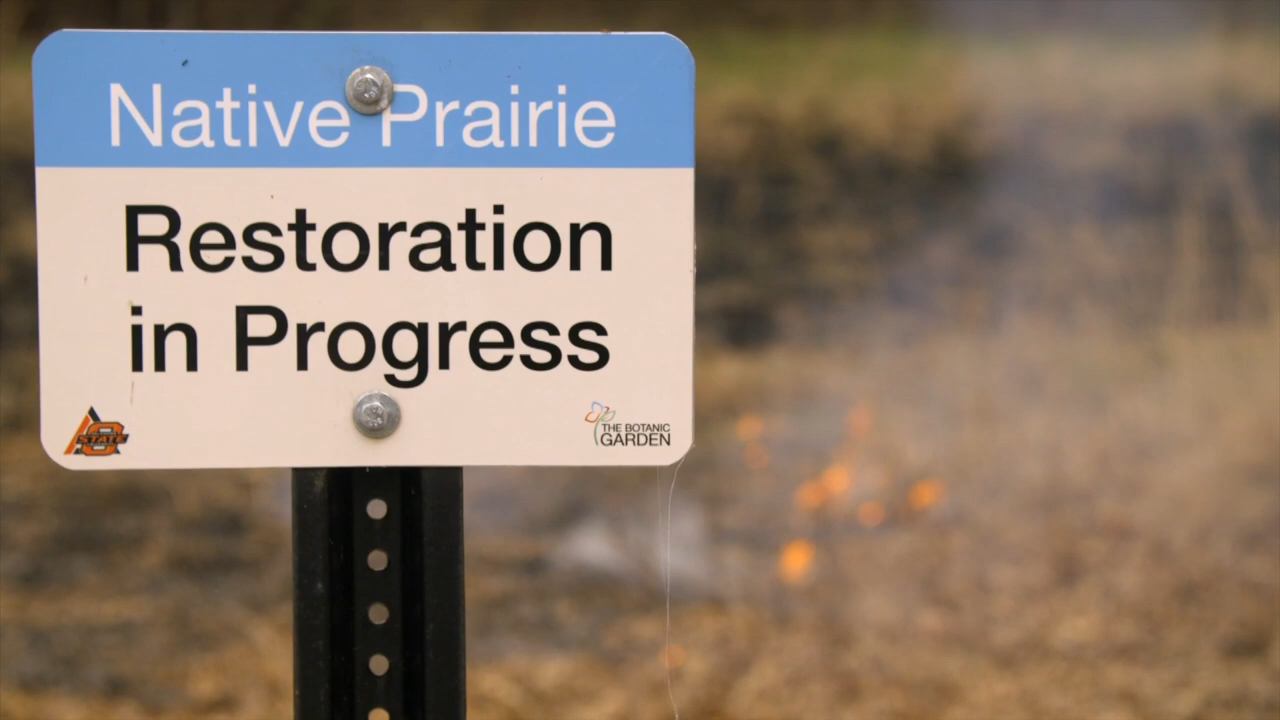 Native Prairie
Restoration
in Progress
STATE
THE BOTANIC
GARDEN